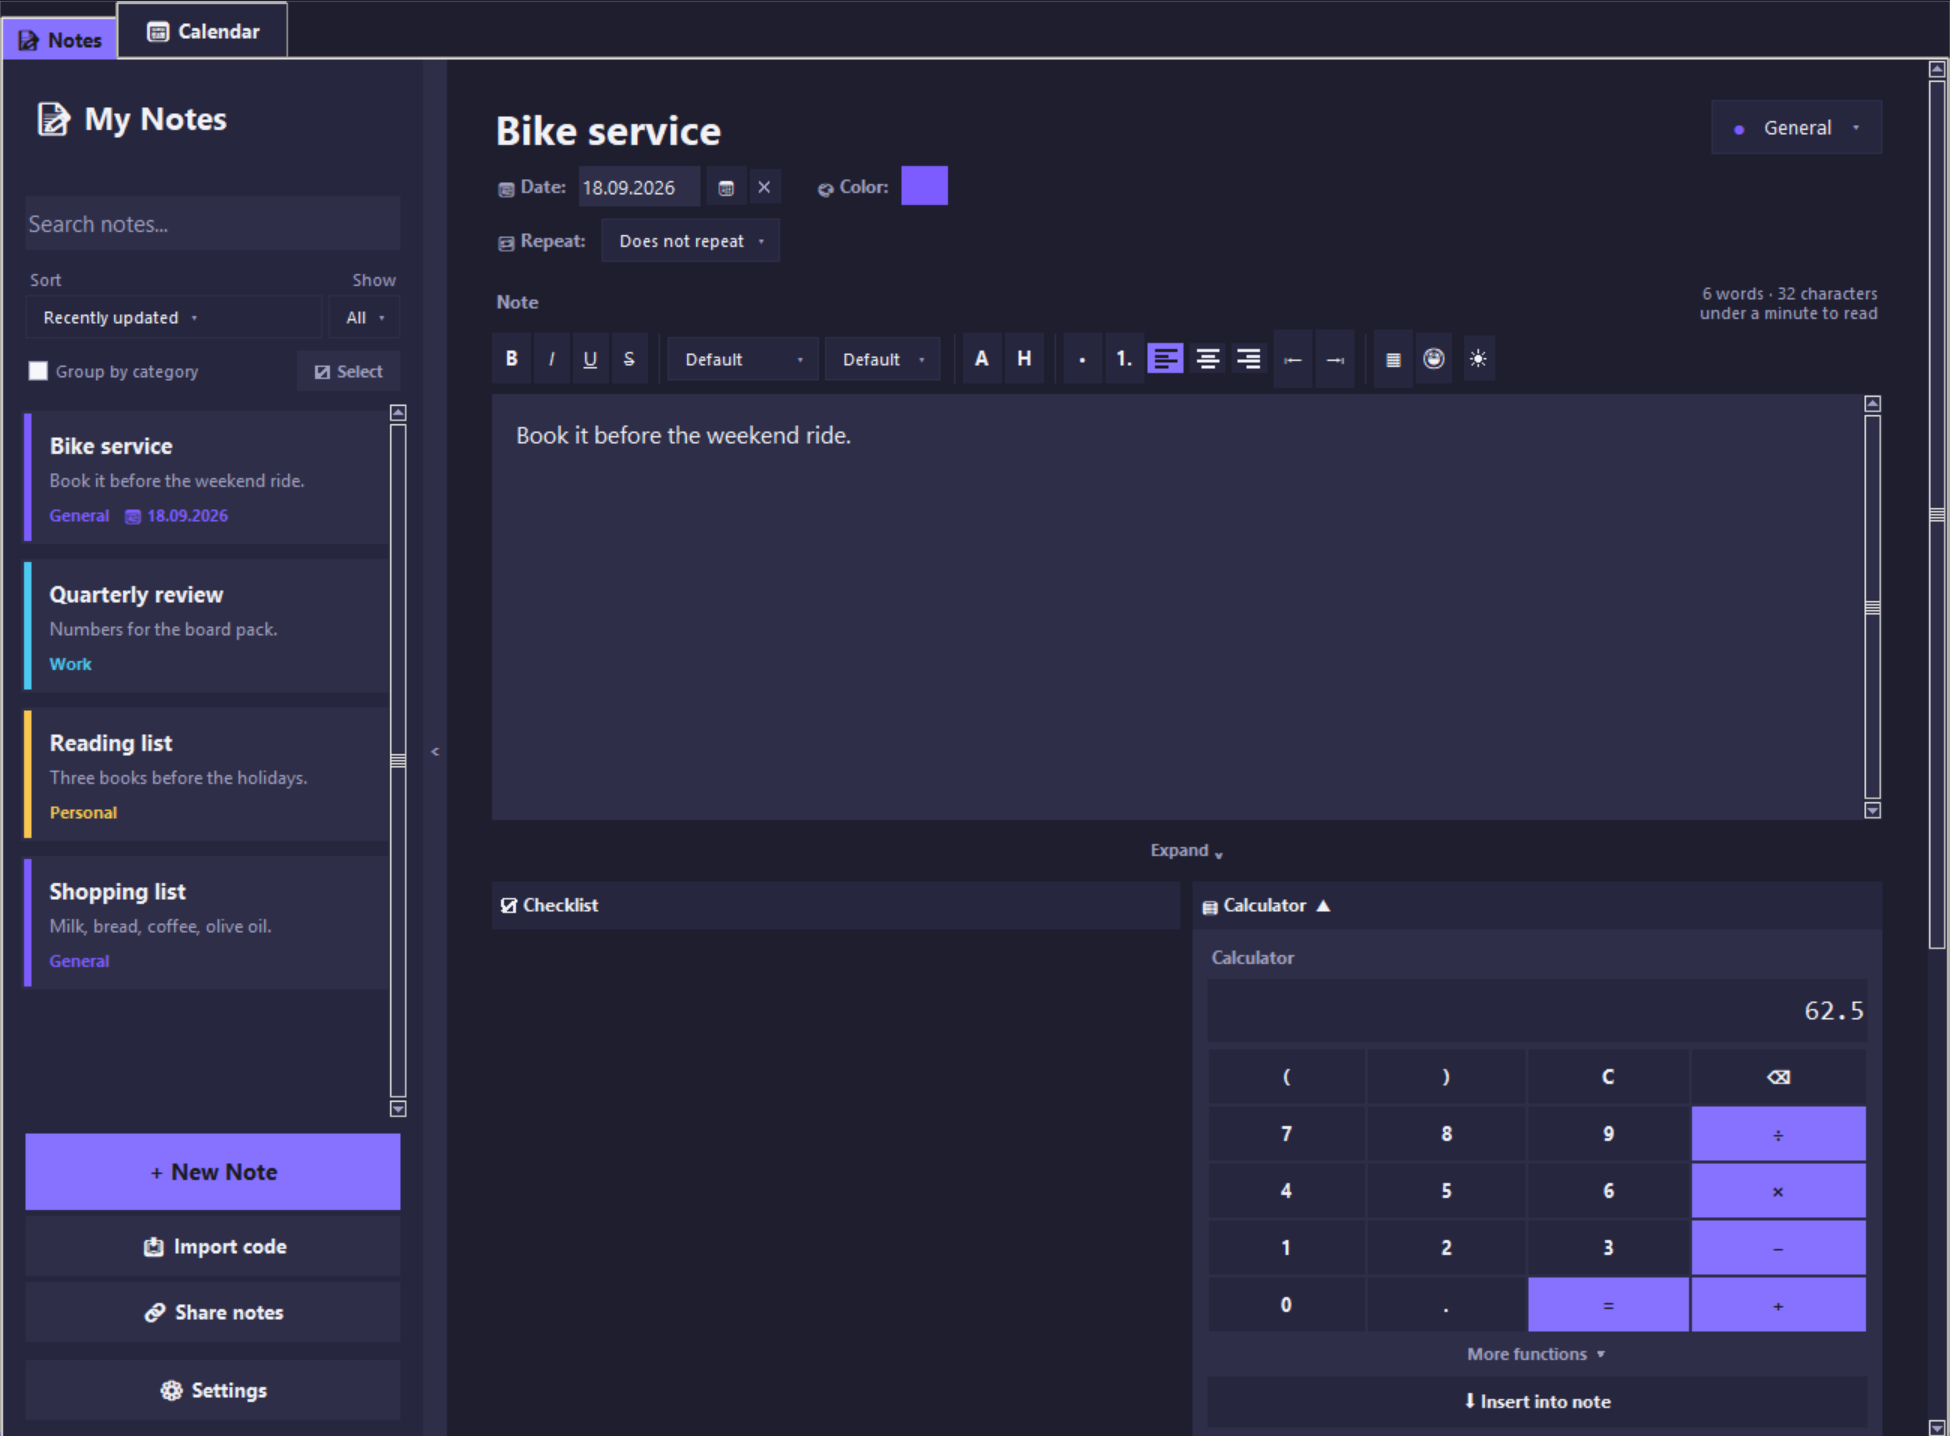 Notes
Calendar
My Notes
Search notes...
Sort
Show
Recently updated
All
Group by category
Select
Bike service
Book it before the weekend ride.
General 18.09.2026
Quarterly review
Numbers for the board pack.
Work
Reading list
Three books before the holidays.
Personal
Shopping list
Milk, bread, coffee, olive oil.
General
+ New Note
Import code
Share notes
Settings
<
Bike service
General
Date: 18.09.2026 × Color:
Repeat: Does not repeat
Note
6 words · 32 characters
under a minute to read
B I U S Default Default A H • 1.
Book it before the weekend ride.
Expand
Checklist
Calculator ▲
Calculator
62.5
( ) C ⌫
7 8 9 ÷
4 5 6 ×
1 2 3 −
0 . = +
More functions ▾
⬇ Insert into note